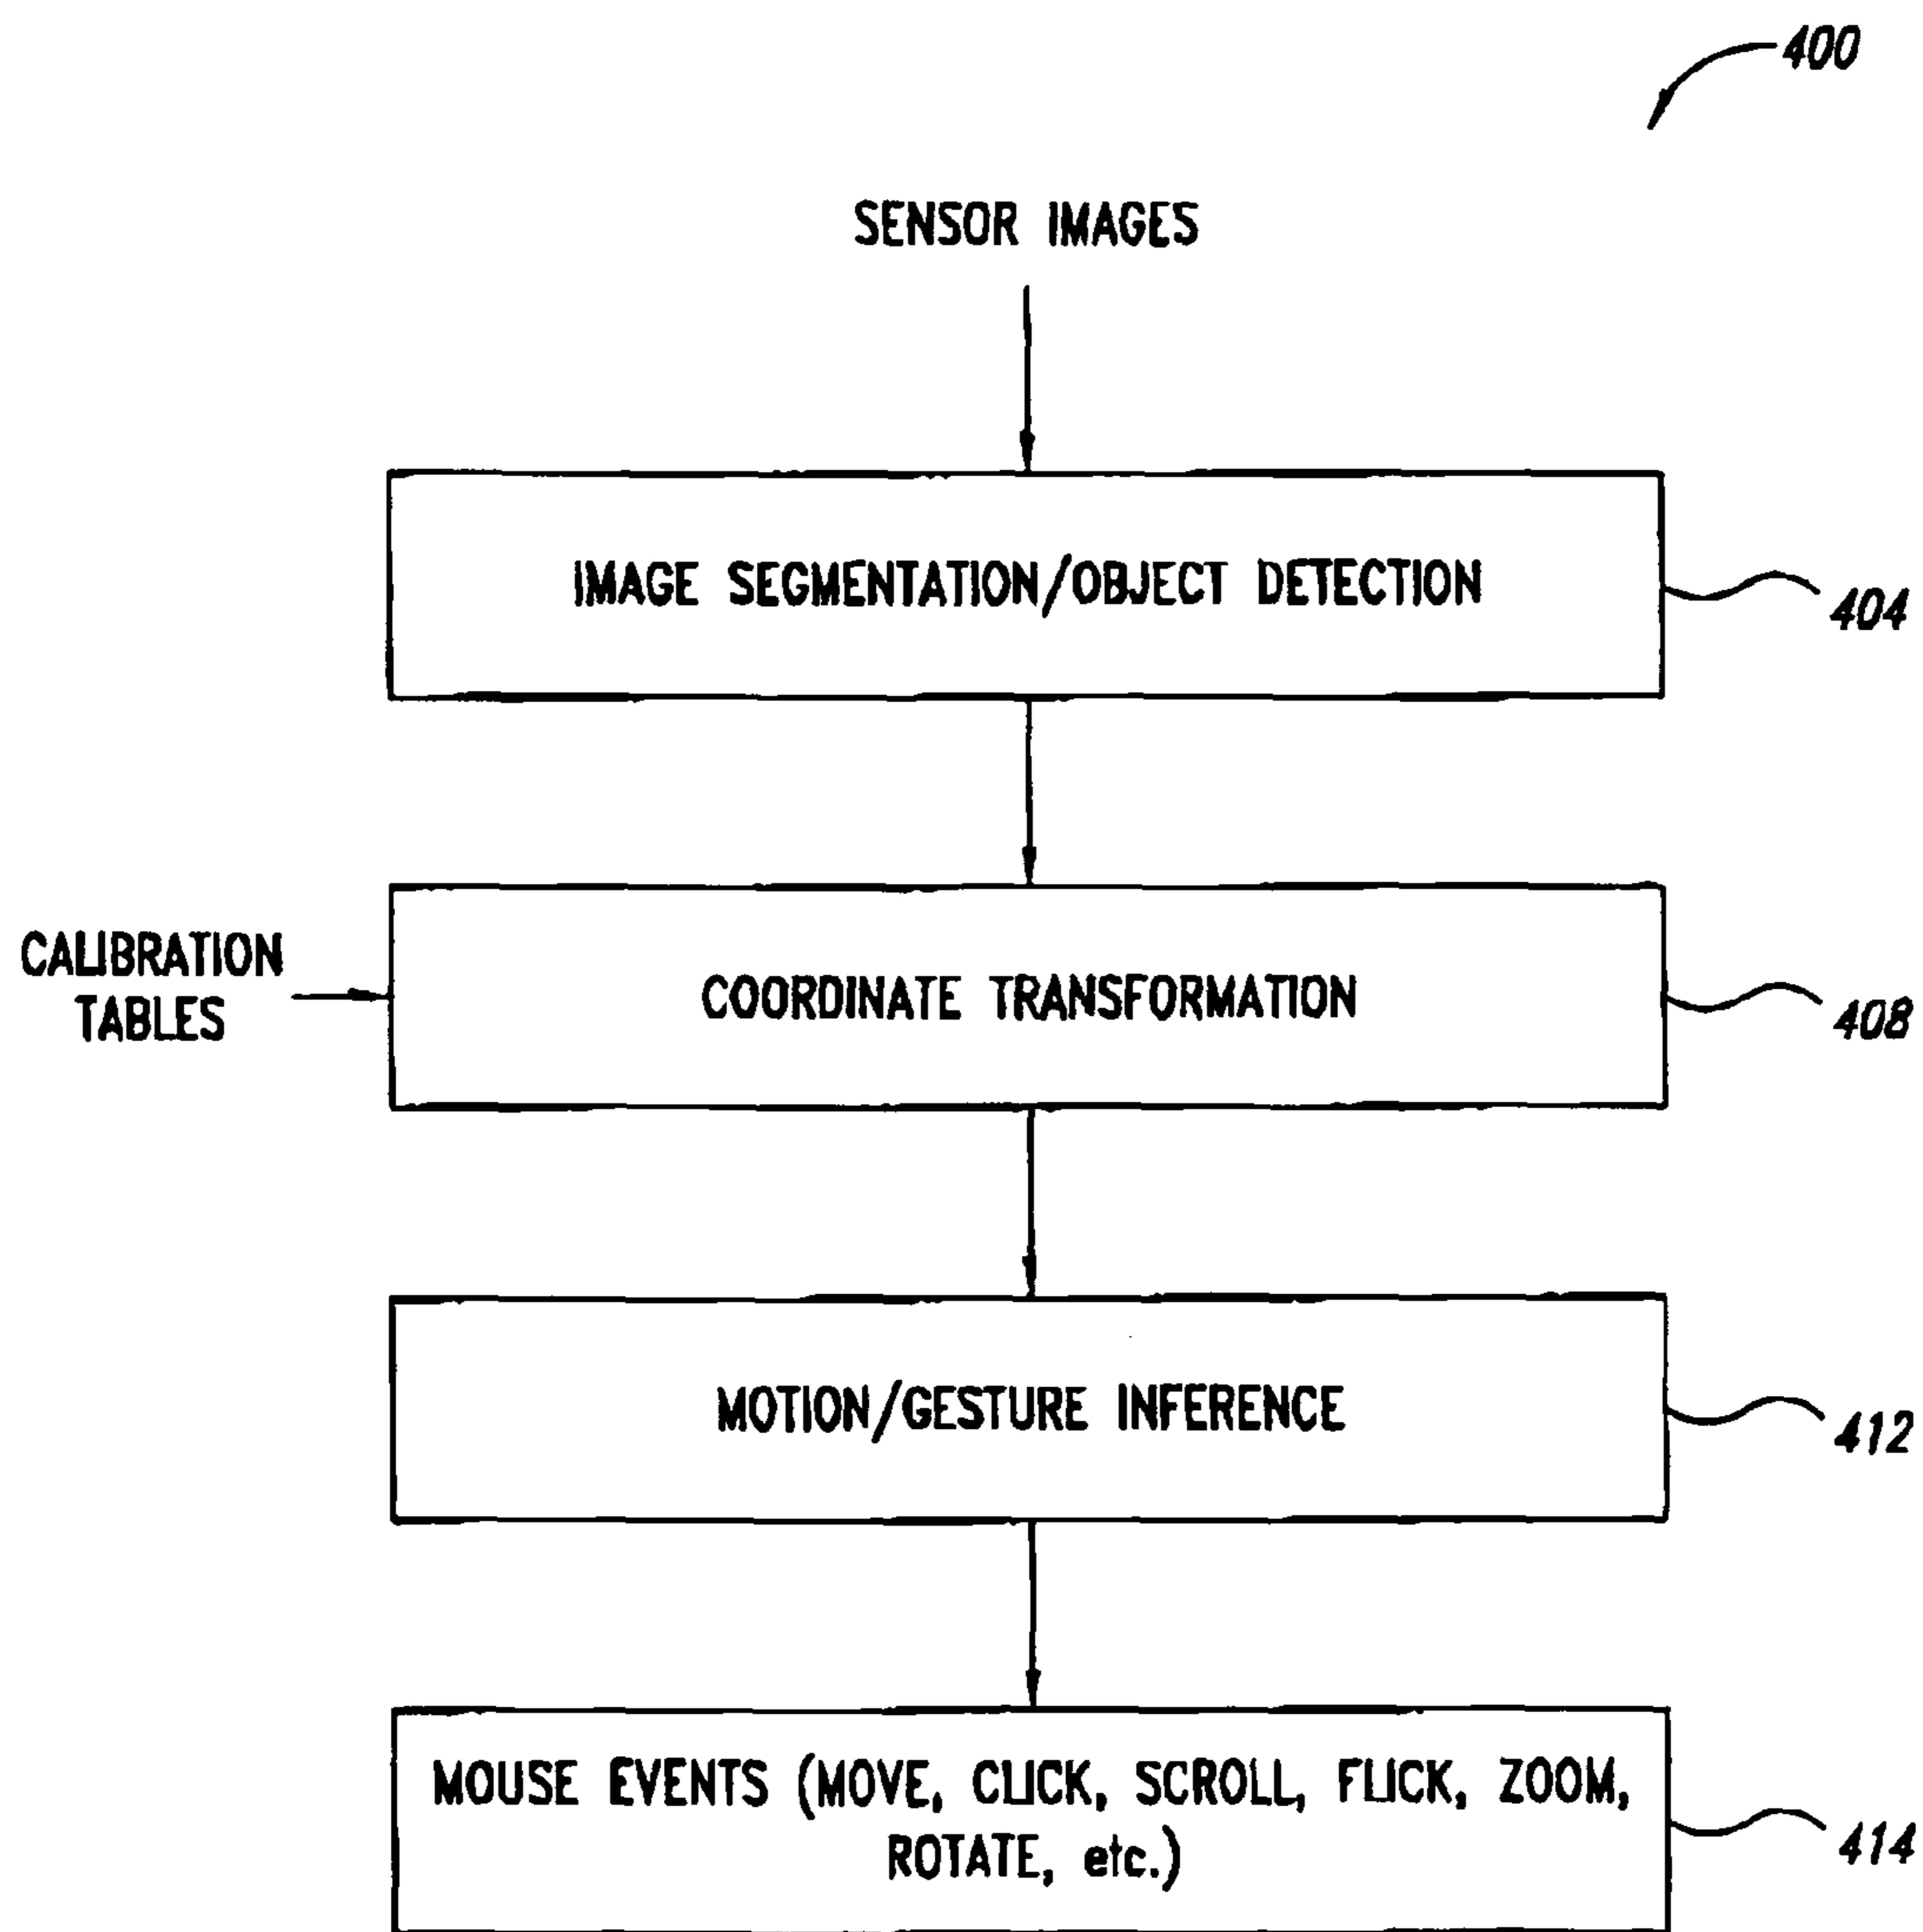 400
SENSOR IMAGES
IMAGE SEGMENTATION/OBJECT DETECTION
404
CALIBRATION
TABLES
COORDINATE TRANSFORMATION
408
MOTION/GESTURE INFERENCE
412
MOUSE EVENTS (MOVE, CLICK, SCROLL, FLICK, ZOOM,
ROTATE, etc.)
414